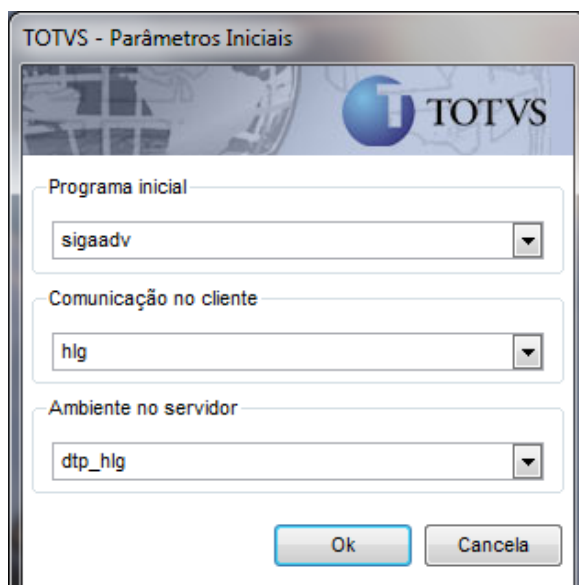 TOTVS - Parâmetros Iniciais
TOTVS
Programa inicial
sigaadv
Comunicação no cliente
hlg
Ambiente no servidor
dtp_hlg
Ok Cancela